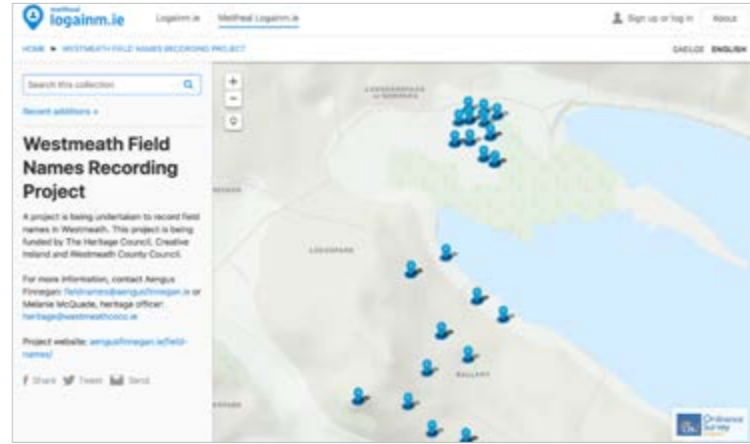 meitheal
logainm.ie
Logainm.ie
Meitheal Logainm.ie
Sign up or log in
About
HOME ► WESTMEATH FIELD NAMES RECORDING PROJECT
GAEILGE ENGLISH
Search this collection
Recent additions »
Westmeath Field
Names Recording
Project
A project is being undertaken to record field
names in Westmeath. This project is being
funded by The Heritage Council, Creative
Ireland and Westmeath County Council.
For more information, contact Aengus
Finnegan: fieldnames@aengusfinnegan.ie or
Melanie McQuade, heritage officer:
heritage@westmeathcoco.ie
Project website: aengusfinnegan.ie/field-
names/
Share Tweet Send
+
−
BALLARD
Ordnance
Survey